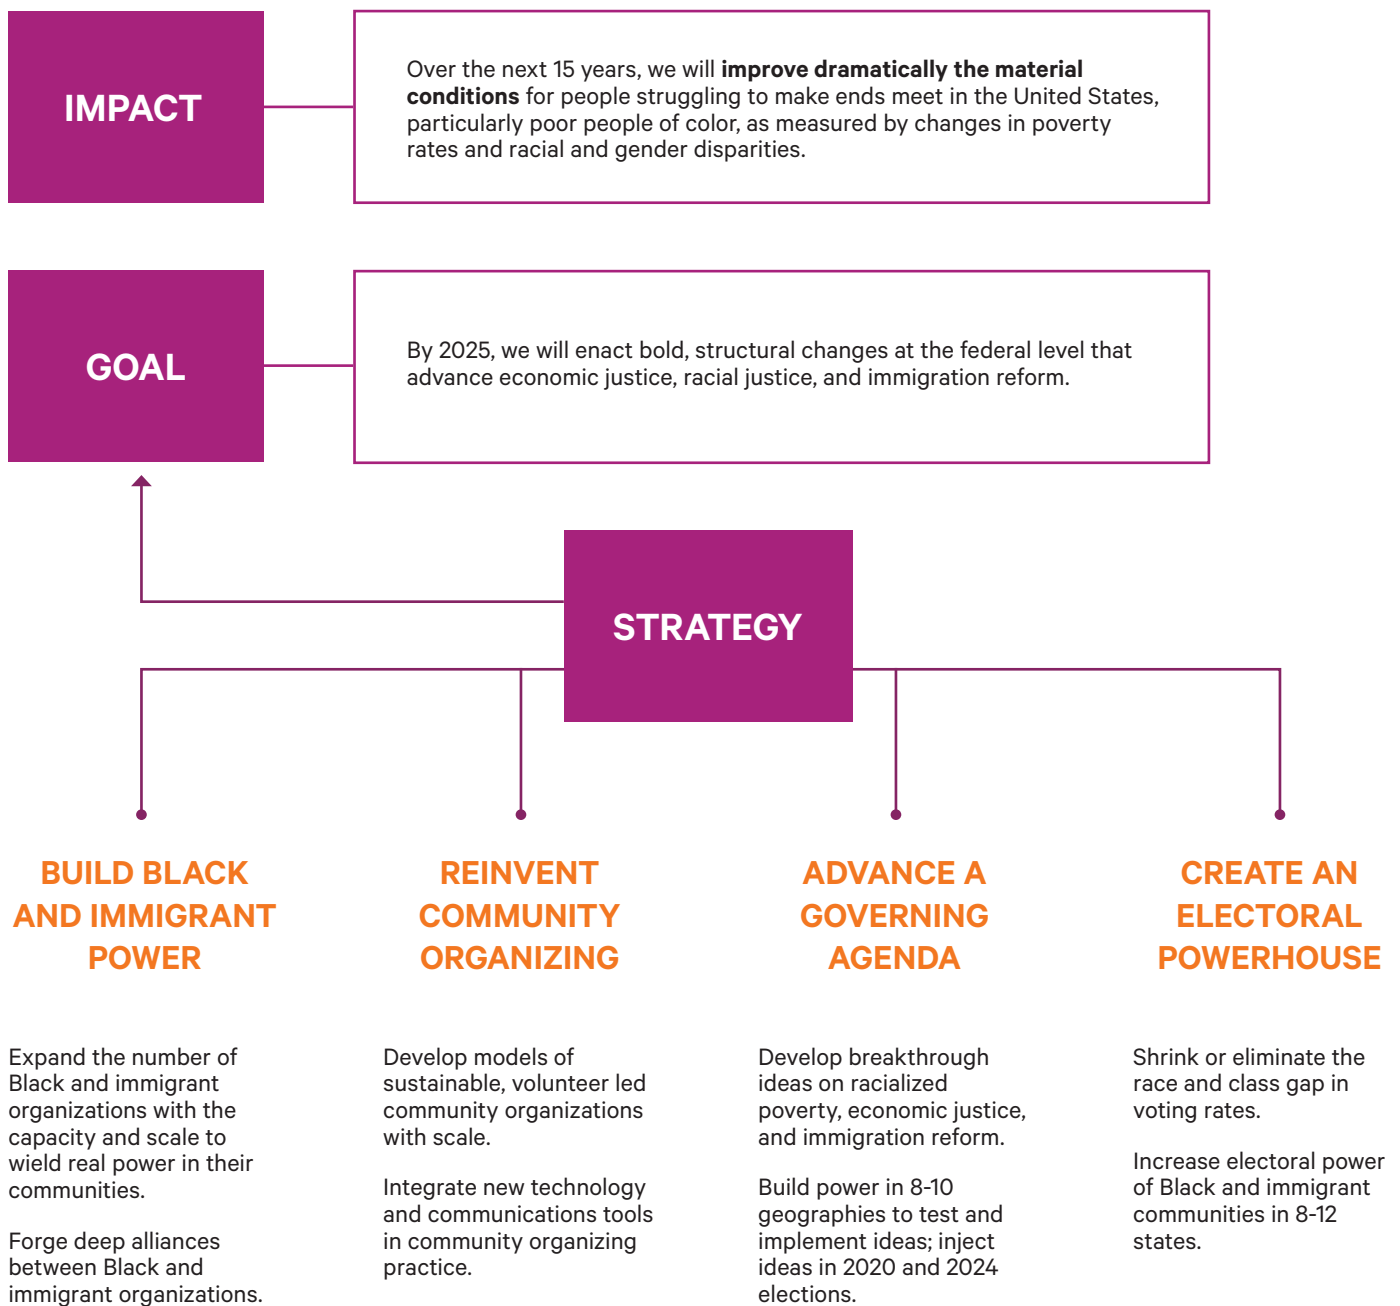 IMPACT
Over the next 15 years, we will improve dramatically the material
conditions for people struggling to make ends meet in the United States,
particularly poor people of color, as measured by changes in poverty
rates and racial and gender disparities.
GOAL
By 2025, we will enact bold, structural changes at the federal level that
advance economic justice, racial justice, and immigration reform.
STRATEGY
BUILD BLACK
AND IMMIGRANT
POWER
Expand the number of
Black and immigrant
organizations with the
capacity and scale to
wield real power in their
communities.
Forge deep alliances
between Black and
immigrant organizations.
REINVENT
COMMUNITY
ORGANIZING
Develop models of
sustainable, volunteer led
community organizations
with scale.
Integrate new technology
and communications tools
in community organizing
practice.
ADVANCE A
GOVERNING
AGENDA
Develop breakthrough
ideas on racialized
poverty, economic justice,
and immigration reform.
Build power in 8-10
geographies to test and
implement ideas; inject
ideas in 2020 and 2024
elections.
CREATE AN
ELECTORAL
POWERHOUSE
Shrink or eliminate the
race and class gap in
voting rates.
Increase electoral power
of Black and immigrant
communities in 8-12
states.